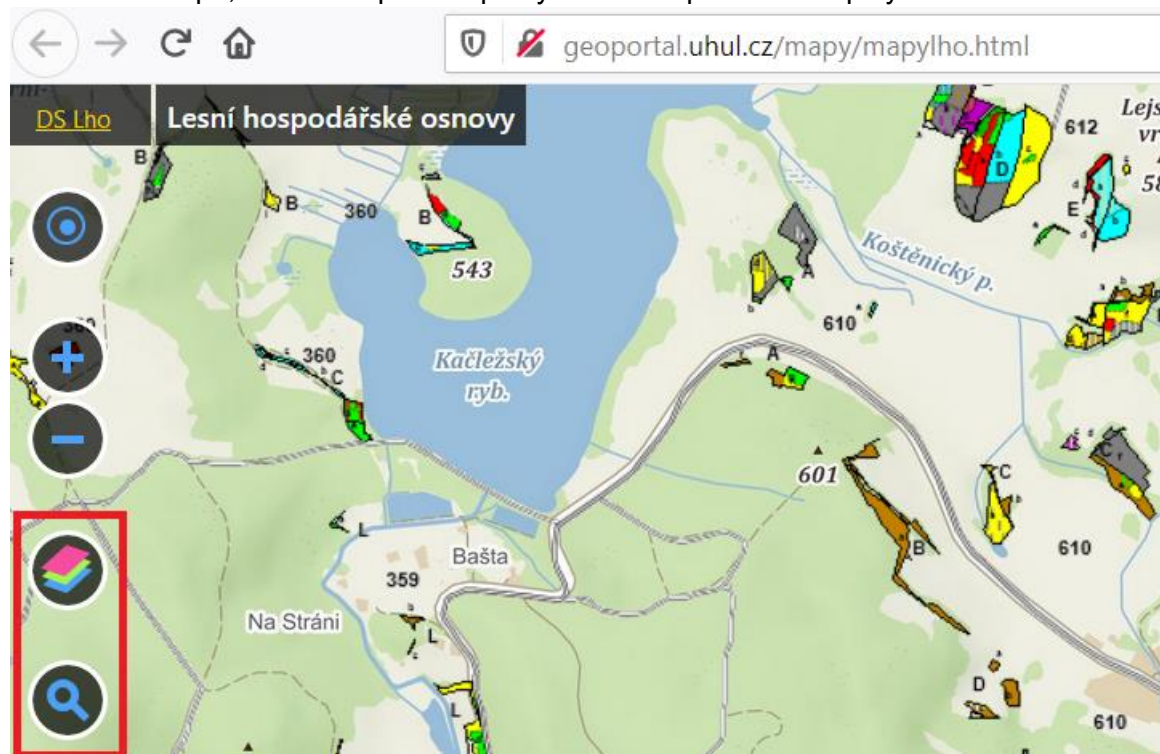 geoportal.uhul.cz/mapy/mapylho.html
DS Lho
Lesní hospodářské osnovy
612
B
B
360
B
D
E
543
Koštěnický p.
A
610
360
360
C
Kačležský
ryb.
A
601
C
C
B
610
L
Bašta
359
Na Stráni
L
D
L
610